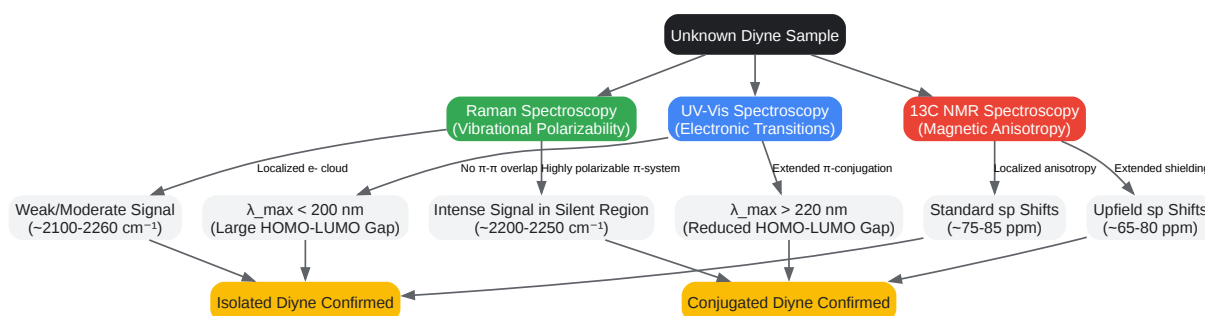 Unknown Diyne Sample
Raman Spectroscopy
(Vibrational Polarizability)
UV-Vis Spectroscopy
(Electronic Transitions)
13C NMR Spectroscopy
(Magnetic Anisotropy)
Localized e- cloud
No π-π overlap
Highly polarizable π-system
Extended π-conjugation
Localized anisotropy
Extended shielding
Weak/Moderate Signal
(~2100-2260 cm⁻¹)
λ_max < 200 nm
(Large HOMO-LUMO Gap)
Intense Signal in Silent Region
(~2200-2250 cm⁻¹)
λ_max > 220 nm
(Reduced HOMO-LUMO Gap)
Standard sp Shifts
(~75-85 ppm)
Upfield sp Shifts
(~65-80 ppm)
Isolated Diyne Confirmed
Conjugated Diyne Confirmed